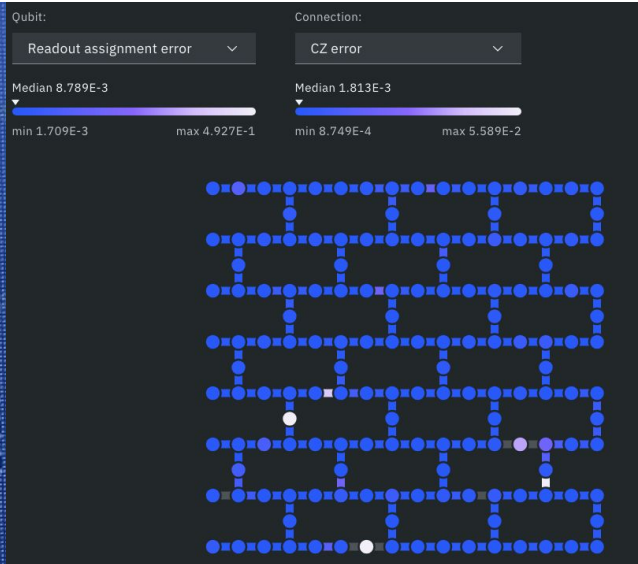 Qubit:
Connection:
Readout assignment error
CZ error
Median 8.789E-3
Median 1.813E-3
min 1.709E-3
max 4.927E-1
min 8.749E-4
max 5.589E-2